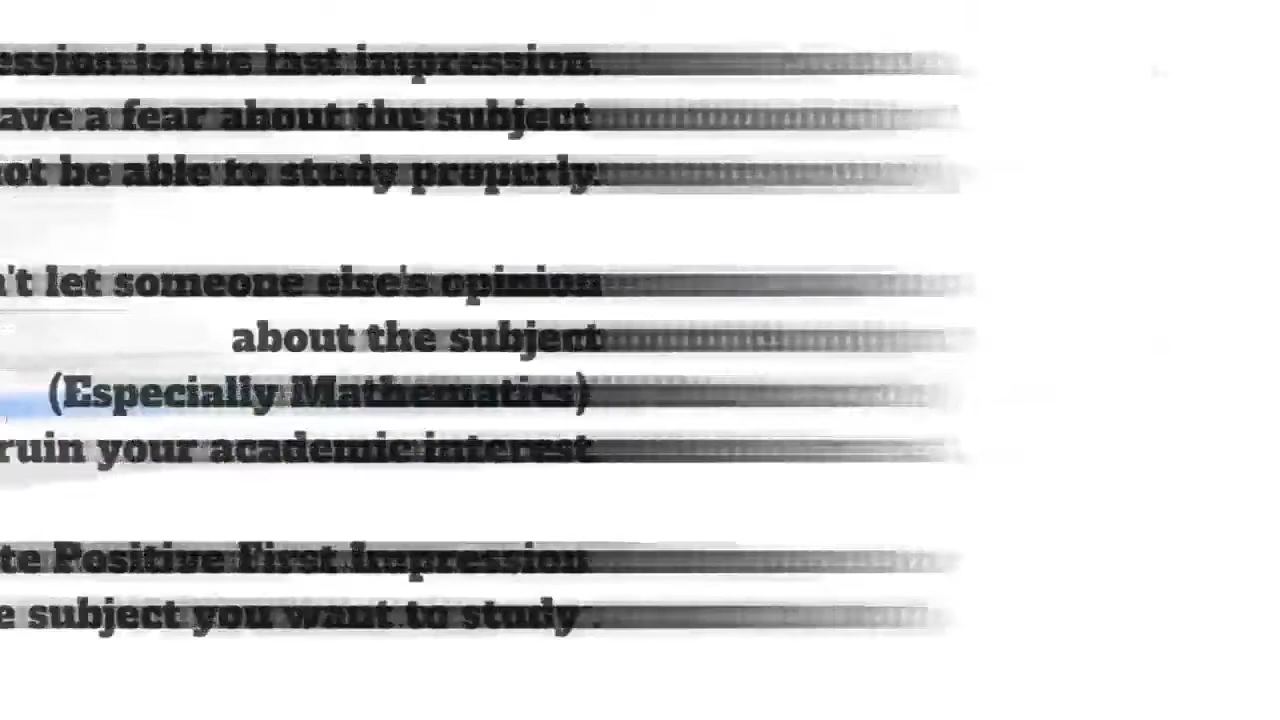 ession is the last impression.
ave a fear about the subject
ot be able to study properly.
't let someone else's opinion
about the subject
(Especially Mathematics)
ruin your academic interest
te Positive First Impression
e subject you want to study